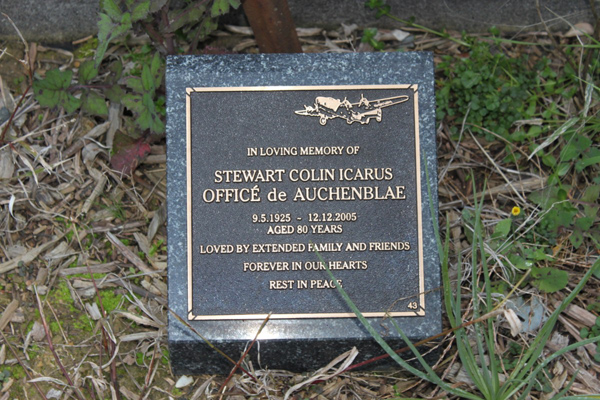 IN LOVING MEMORY OF
STEWART COLIN ICARUS
OFFICÉ de AUCHENBLAE
9.5.1925 - 12.12.2005
AGED 80 YEARS
LOVED BY EXTENDED FAMILY AND FRIENDS
FOREVER IN OUR HEARTS
REST IN PEACE
43